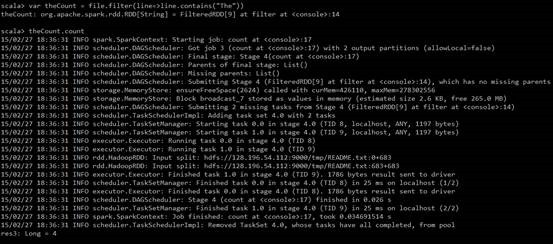 scala> var theCount = file.filter(line=>line.contains("The"))
theCount: org.apache.spark.rdd.RDD[String] = FilteredRDD[9] at filter at <console>:14
scala> theCount.count
15/02/27 18:36:31 INFO spark.SparkContext: Starting job: count at <console>:17
15/02/27 18:36:31 INFO scheduler.DAGScheduler: Got job 3 (count at <console>:17) with 2 output partitions (allowLocal=false)
15/02/27 18:36:31 INFO scheduler.DAGScheduler: Final stage: Stage 4(count at <console>:17)
15/02/27 18:36:31 INFO scheduler.DAGScheduler: Parents of final stage: List()
15/02/27 18:36:31 INFO scheduler.DAGScheduler: Missing parents: List()
15/02/27 18:36:31 INFO scheduler.DAGScheduler: Submitting Stage 4 (FilteredRDD[9] at filter at <console>:14), which has no missing parents
15/02/27 18:36:31 INFO storage.MemoryStore: ensureFreeSpace(2624) called with curMem=426110, maxMem=278302556
15/02/27 18:36:31 INFO storage.MemoryStore: Block broadcast_7 stored as values in memory (estimated size 2.6 KB, free 265.0 MB)
15/02/27 18:36:31 INFO scheduler.DAGScheduler: Submitting 2 missing tasks from Stage 4 (FilteredRDD[9] at filter at <console>:14)
15/02/27 18:36:31 INFO scheduler.TaskSchedulerImpl: Adding task set 4.0 with 2 tasks
15/02/27 18:36:31 INFO scheduler.TaskSetManager: Starting task 0.0 in stage 4.0 (TID 8, localhost, ANY, 1197 bytes)
15/02/27 18:36:31 INFO scheduler.TaskSetManager: Starting task 1.0 in stage 4.0 (TID 9, localhost, ANY, 1197 bytes)
15/02/27 18:36:31 INFO executor.Executor: Running task 0.0 in stage 4.0 (TID 8)
15/02/27 18:36:31 INFO executor.Executor: Running task 1.0 in stage 4.0 (TID 9)
15/02/27 18:36:31 INFO rdd.HadoopRDD: Input split: hdfs://128.196.54.112:9000/tmp/README.txt:0+683
15/02/27 18:36:31 INFO rdd.HadoopRDD: Input split: hdfs://128.196.54.112:9000/tmp/README.txt:683+683
15/02/27 18:36:31 INFO executor.Executor: Finished task 1.0 in stage 4.0 (TID 9). 1786 bytes result sent to driver
15/02/27 18:36:31 INFO scheduler.TaskSetManager: Finished task 0.0 in stage 4.0 (TID 8) in 25 ms on localhost (1/2)
15/02/27 18:36:31 INFO executor.Executor: Finished task 0.0 in stage 4.0 (TID 8). 1786 bytes result sent to driver
15/02/27 18:36:31 INFO scheduler.DAGScheduler: Stage 4 (count at <console>:17) finished in 0.026 s
15/02/27 18:36:31 INFO scheduler.TaskSetManager: Finished task 1.0 in stage 4.0 (TID 9) in 25 ms on localhost (2/2)
15/02/27 18:36:31 INFO spark.SparkContext: Job finished: count at <console>:17, took 0.034691514 s
15/02/27 18:36:31 INFO scheduler.TaskSchedulerImpl: Removed TaskSet 4.0, whose tasks have all completed, from pool
res3: Long = 4